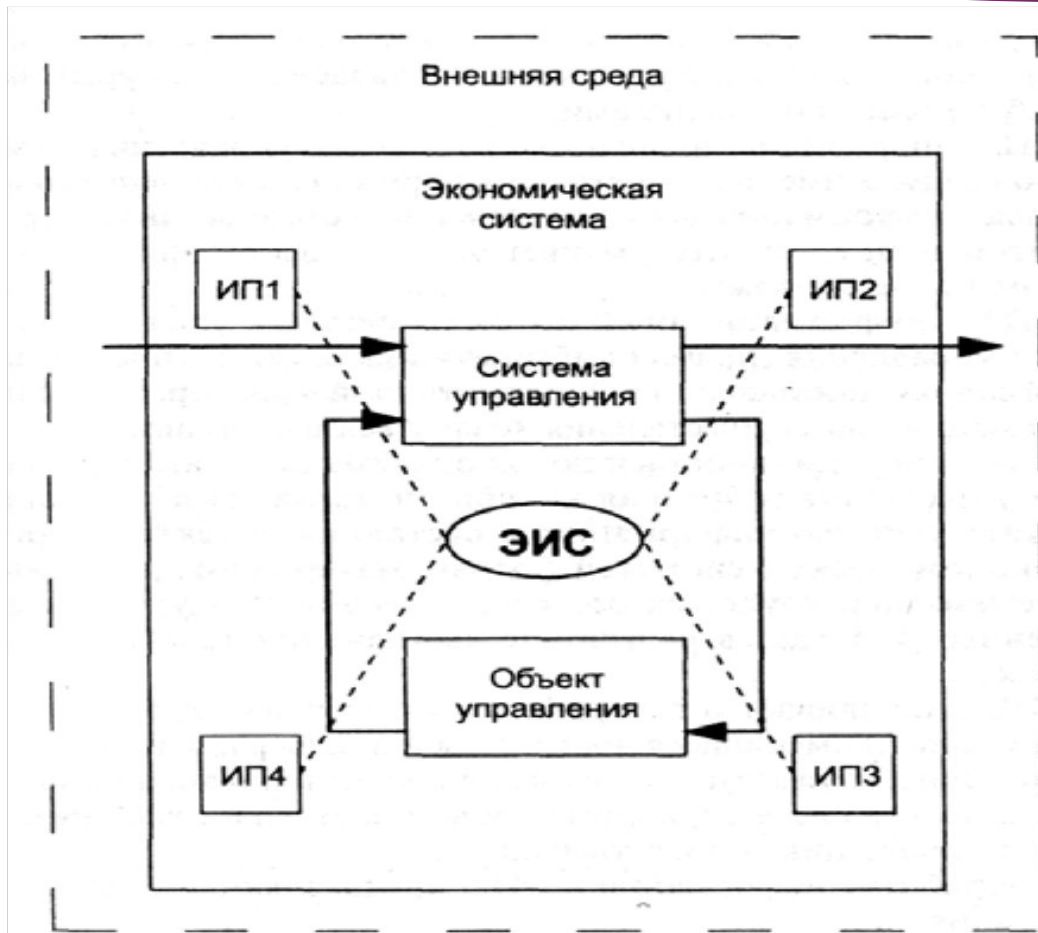 Внешняя среда
Экономическая
система
ИП1
ИП2
Система
управления
ЭИС
Объект
управления
ИП4
ИП3